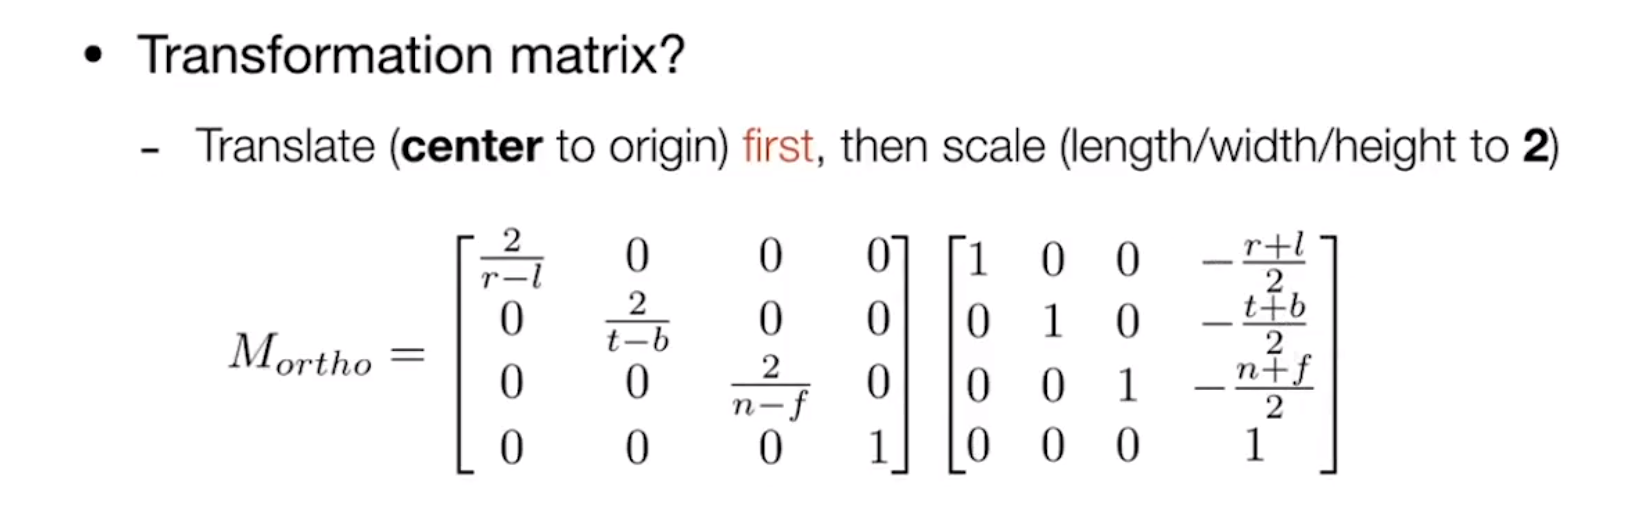 • Transformation matrix?
- Translate (center to origin) first, then scale (length/width/height to 2)
$M_{ortho} = \begin{bmatrix} \frac{2}{r-l} & 0 & 0 & 0 \\ 0 & \frac{2}{t-b} & 0 & 0 \\ 0 & 0 & \frac{2}{n-f} & 0 \\ 0 & 0 & 0 & 1 \end{bmatrix} \begin{bmatrix} 1 & 0 & 0 & -\frac{r+l}{2} \\ 0 & 1 & 0 & -\frac{t+b}{2} \\ 0 & 0 & 1 & -\frac{n+f}{2} \\ 0 & 0 & 0 & 1 \end{bmatrix}$